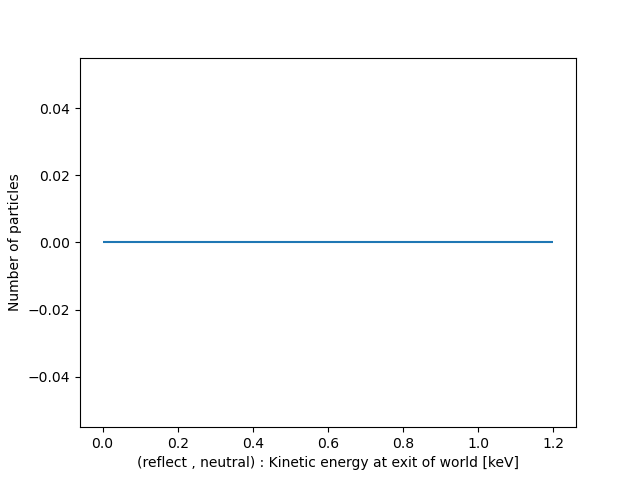 0.04
0.02
0.00
−0.02
−0.04
Number of particles
0.0 0.2 0.4 0.6 0.8 1.0 1.2
(reflect , neutral) : Kinetic energy at exit of world [keV]